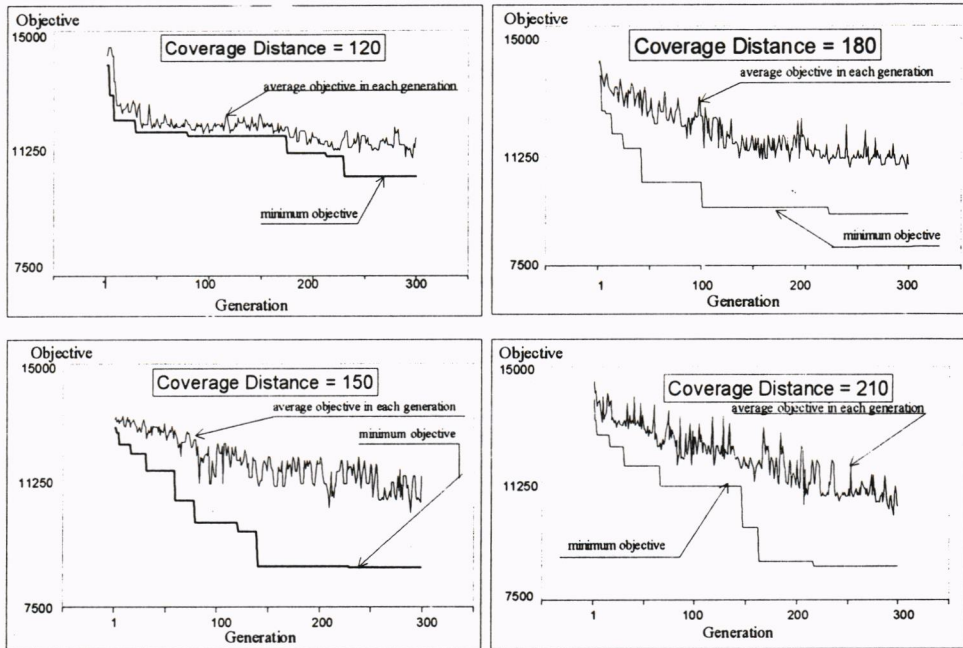 Objective
15000
Coverage Distance = 120
average objective in each generation
11250
minimum objective
7500
1 100 200 300
Generation
Objective
15000
Coverage Distance = 180
average objective in each generation
11250
minimum objective
7500
1 100 200 300
Generation
Objective
15000
Coverage Distance = 150
average objective in each generation
minimum objective
11250
7500
1 100 200 300
Generation
Objective
15000
Coverage Distance = 210
average objective in each generation
11250
minimum objective
7500
1 100 200 300
Generation